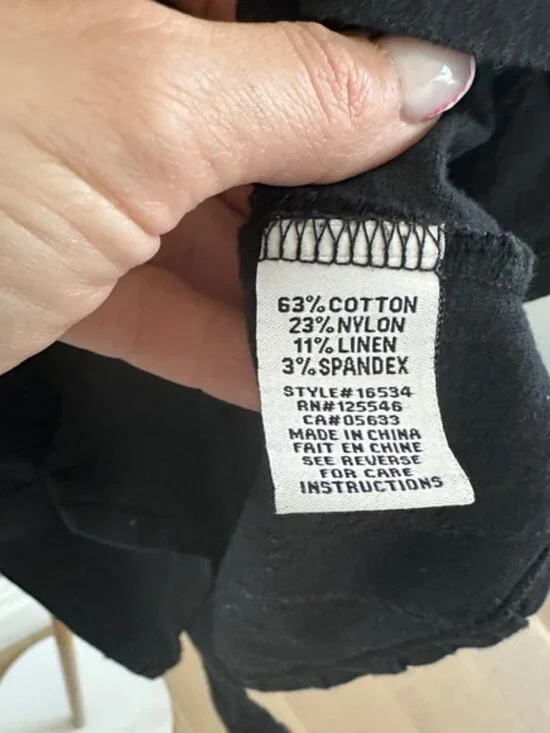 63% COTTON
23% NYLON
11% LINEN
3% SPANDEX
STYLE# 16534
RN# 125546
CA# 05633
MADE IN CHINA
FAIT EN CHINE
SEE REVERSE
FOR CARE
INSTRUCTIONS